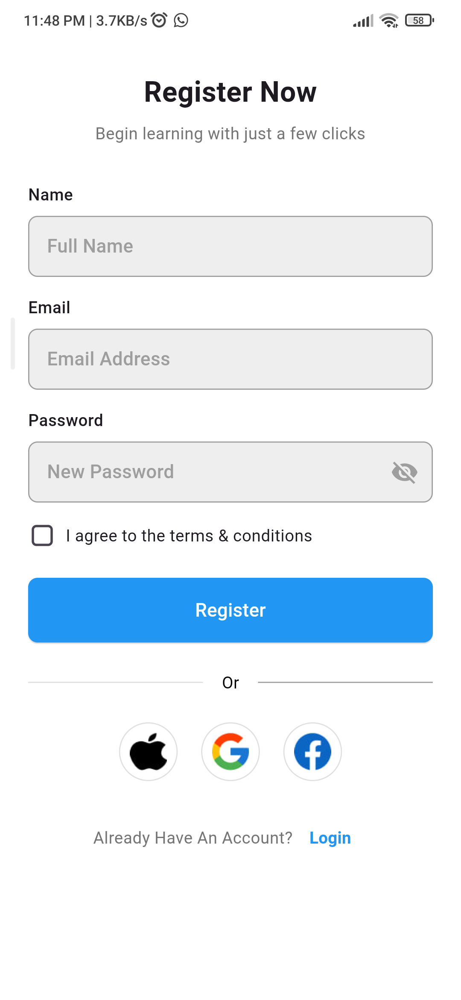 11:48 PM | 3.7KB/s
58
Register Now
Begin learning with just a few clicks
Name
Full Name
Email
Email Address
Password
New Password
I agree to the terms & conditions
Register
Or
Already Have An Account? Login